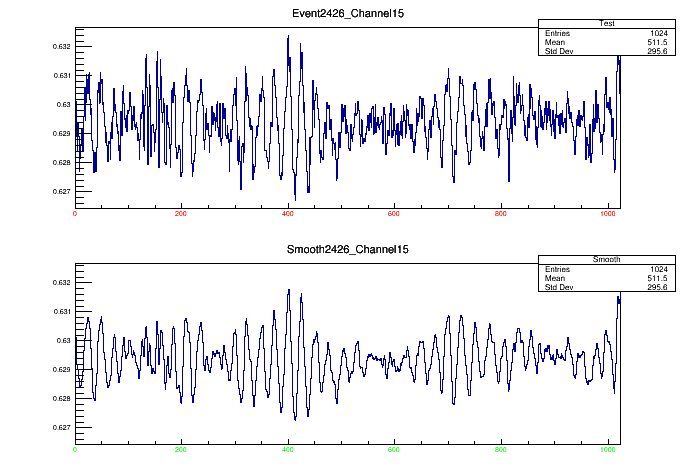 Event2426_Channel15
Test
Entries 1024
Mean 511.5
Std Dev 295.6
0.632
0.631
0.63
0.629
0.628
0.627
0 200 400 600 800 1000
Smooth2426_Channel15
Smooth
Entries 1024
Mean 511.5
Std Dev 295.6
0.632
0.631
0.63
0.629
0.628
0.627
0 200 400 600 800 1000